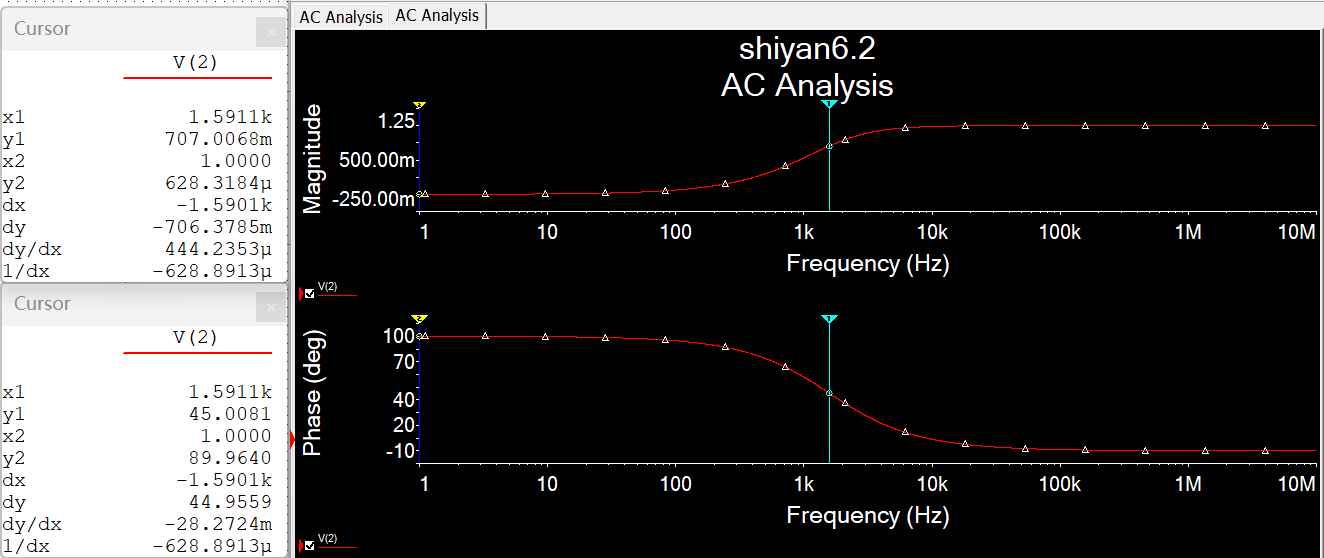 Cursor
V(2)
x1 1.5911k
y1 707.0068m
x2 1.0000
y2 628.3184µ
dx -1.5901k
dy -706.3785m
dy/dx 444.2353µ
1/dx -628.8913µ
Cursor
V(2)
x1 1.5911k
y1 45.0081
x2 1.0000
y2 89.9640
dx -1.5901k
dy 44.9559
dy/dx -28.2724m
1/dx -628.8913µ
AC Analysis AC Analysis
shiyan6.2
AC Analysis
Magnitude
1.25
500.00m
-250.00m
1 10 100 1k 10k 100k 1M 10M
Frequency (Hz)
V(2)
Phase (deg)
100
70
40
20
-10
1 10 100 1k 10k 100k 1M 10M
Frequency (Hz)
V(2)